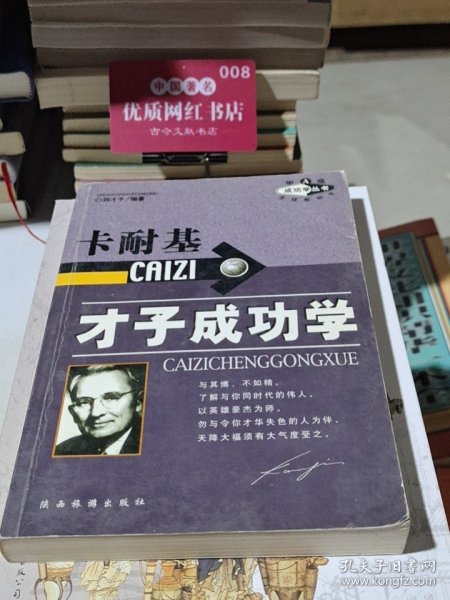 008
中国著名
优质网红书店
古今文献书店
刘才子/编著
成功学丛书
卡耐基
CAIZI
才子成功学
CAIZICHENGGONGXUE
与其博，不如精。
了解与你同时代的伟人。
以英雄豪杰为师。
勿与令你才华失色的人为伴。
天降大福须有大气度受之。
陕西旅游出版社
孔夫子旧书网
www.kongfz.com